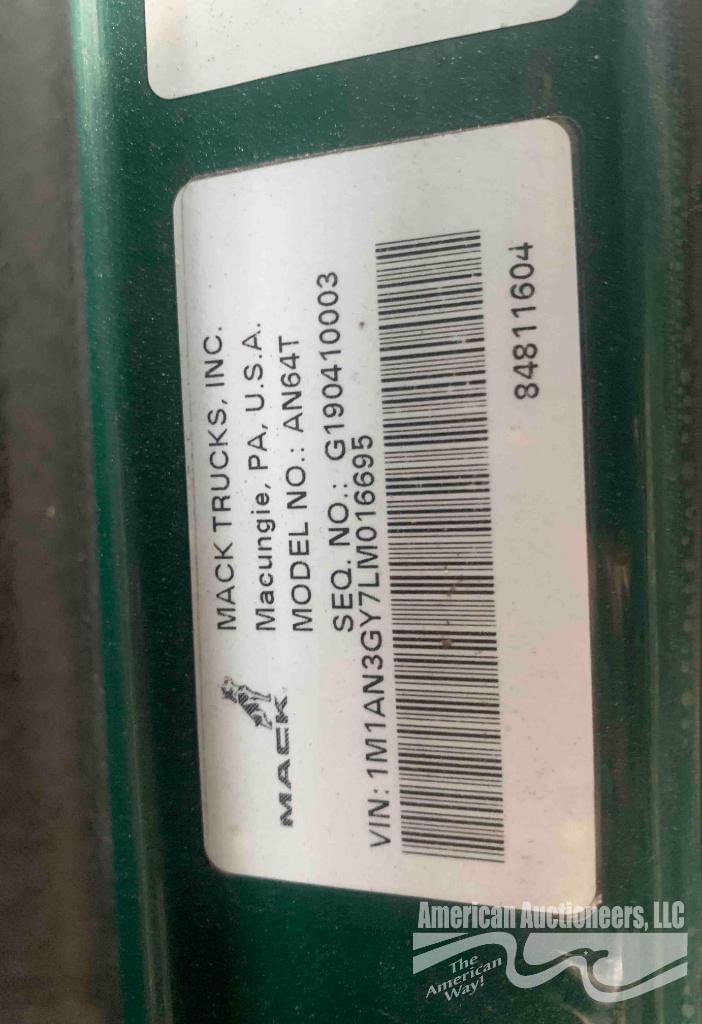 MACK TRUCKS, INC.
Macungie, PA, U.S.A.
MODEL NO.: AN64T
SEQ. NO.: G190410003
MACK
VIN: 1M1AN3GY7LM016695
84811604
American Auctioneers, LLC
The
American
Way!